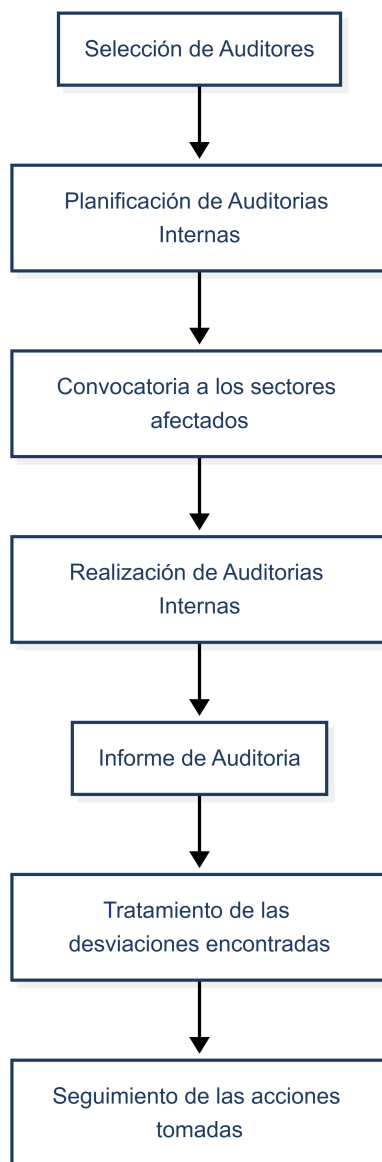 Selección de Auditores
Planificación de Auditorias
Internas
Convocatoria a los sectores
afectados
Realización de Auditorias
Internas
Informe de Auditoria
Tratamiento de las
desviaciones encontradas
Seguimiento de las acciones
tomadas